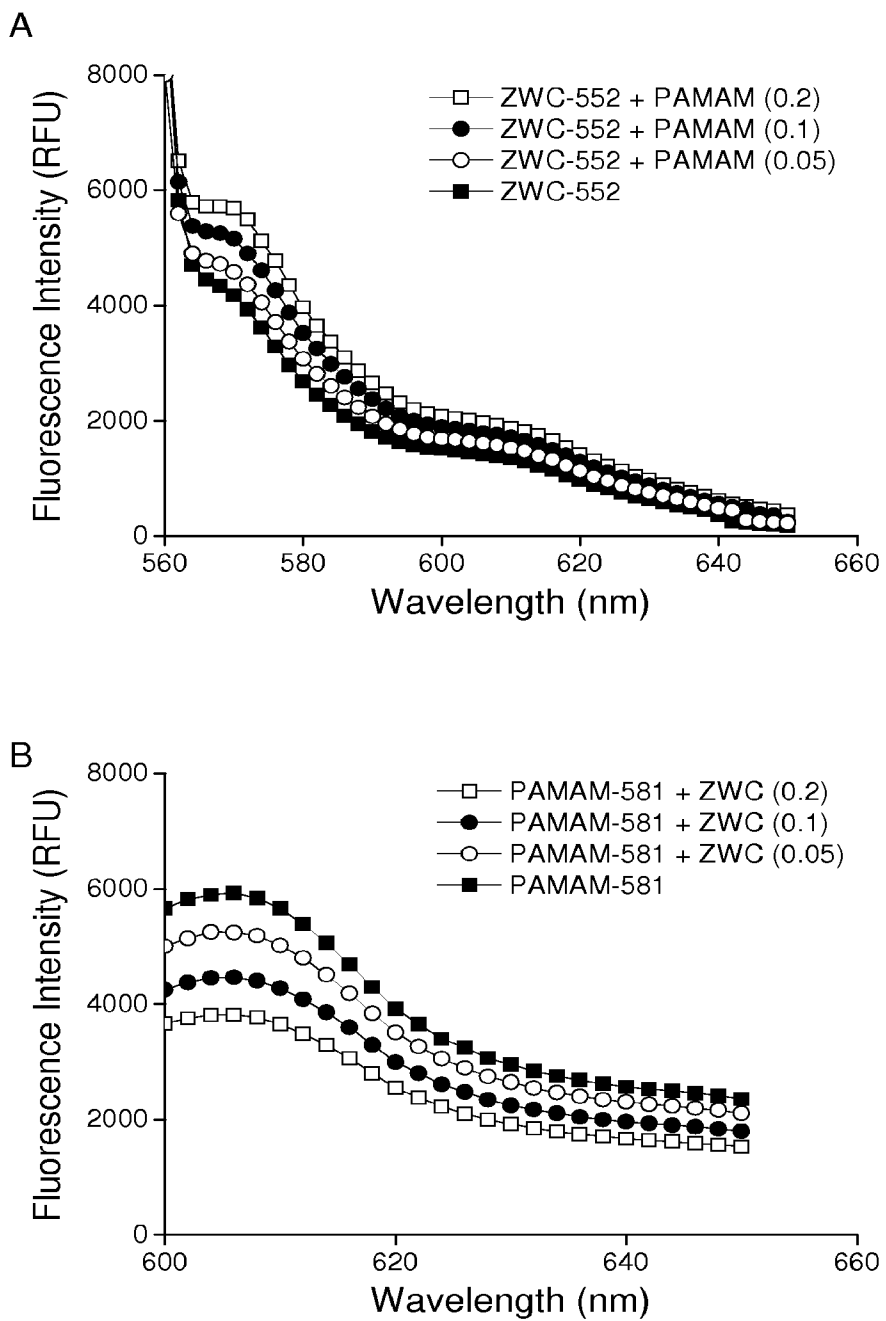 A
8000
6000
4000
2000
0
Fluorescence Intensity (RFU)
ZWC-552 + PAMAM (0.2)
ZWC-552 + PAMAM (0.1)
ZWC-552 + PAMAM (0.05)
ZWC-552
560 580 600 620 640 660
Wavelength (nm)
B
8000
6000
4000
2000
0
Fluorescence Intensity (RFU)
PAMAM-581 + ZWC (0.2)
PAMAM-581 + ZWC (0.1)
PAMAM-581 + ZWC (0.05)
PAMAM-581
600 620 640 660
Wavelength (nm)